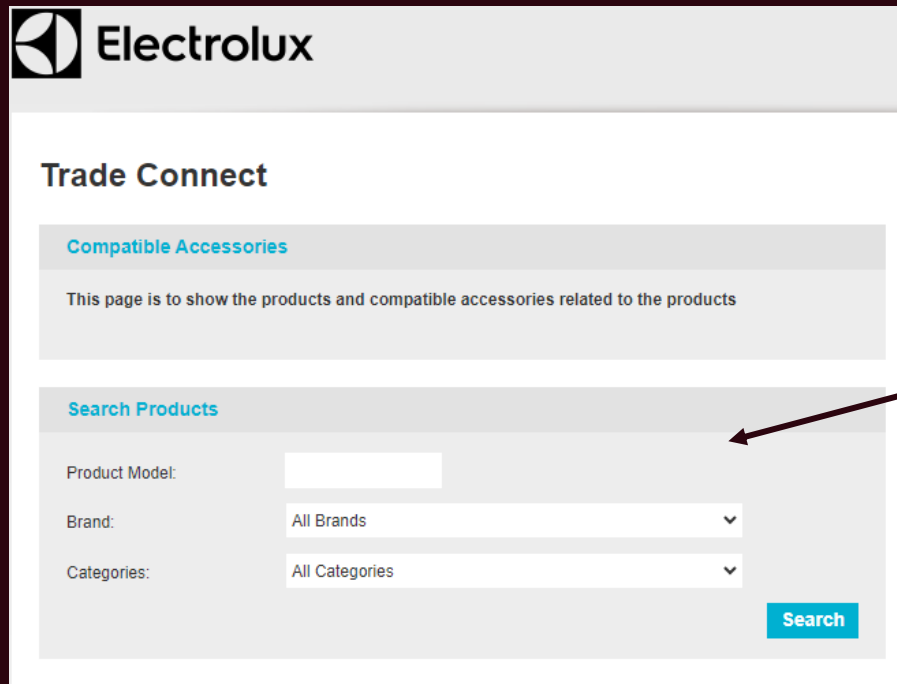 Electrolux
Trade Connect
Compatible Accessories
This page is to show the products and compatible accessories related to the products
Search Products
Product Model:
Brand:
All Brands
Categories:
All Categories
Search